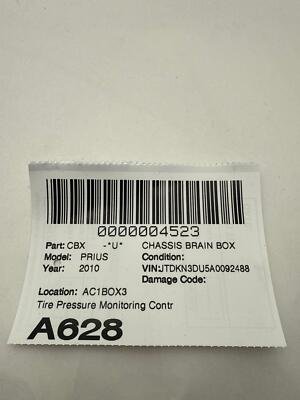 0000004523
Part: CBX -*U* CHASSIS BRAIN BOX
Model: PRIUS Condition:
Year: 2010 VIN:JTDKN3DU5A0092488
Damage Code:
Location: AC1BOX3
Tire Pressure Monitoring Contr
A628